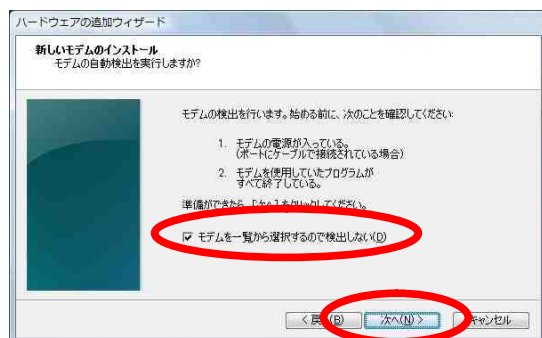 ハードウェアの追加ウィザード
新しいモデムのインストール
モデムの自動検出を実行しますか?
モデムの検出を行います。始める前に、次のことを確認してください:
1. モデムの電源が入っている。
(ポートにケーブルで接続されている場合)
2. モデムを使用していたプログラムが
すべて終了している。
準備ができたら、[次へ] をクリックしてください。
モデムを一覧から選択するので検出しない(D)
< 戻 (B) 次へ(N) > キャンセル